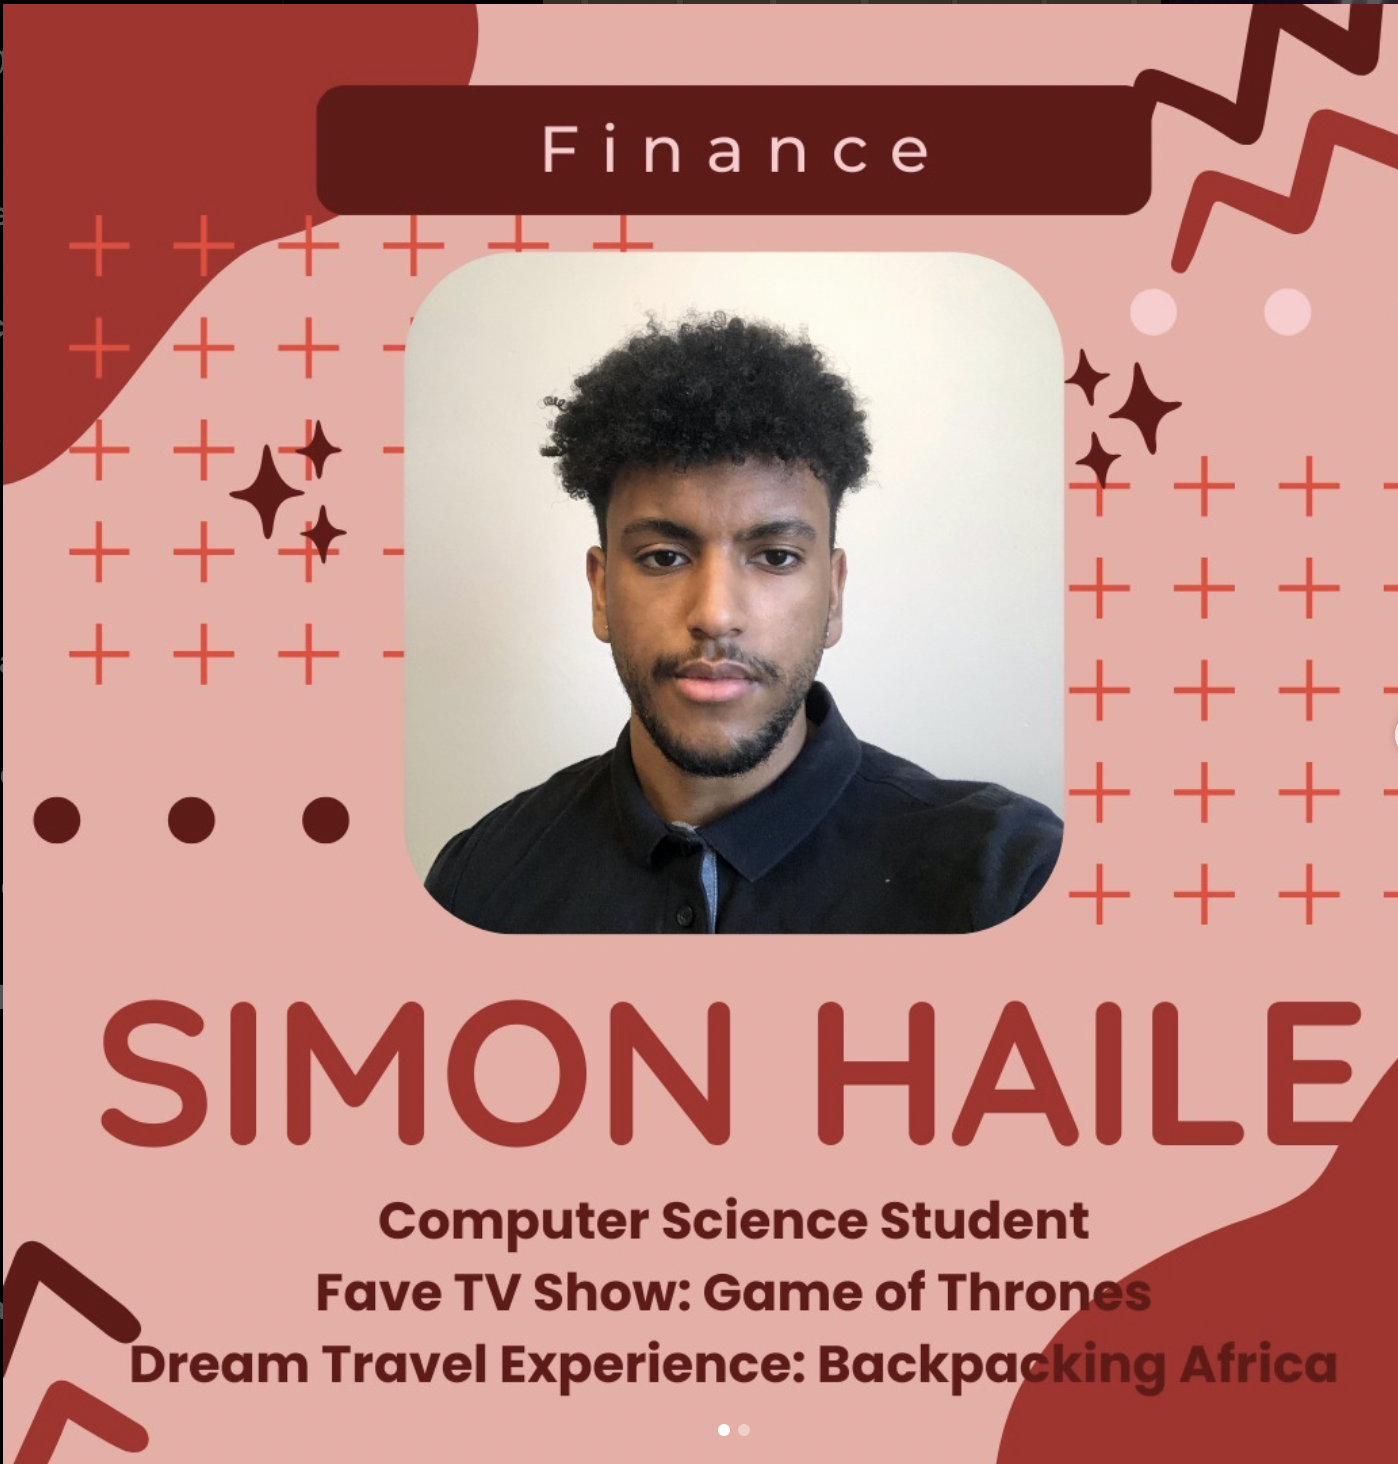 Finance
SIMON HAILE
Computer Science Student
Fave TV Show: Game of Thrones
Dream Travel Experience: Backpacking Africa